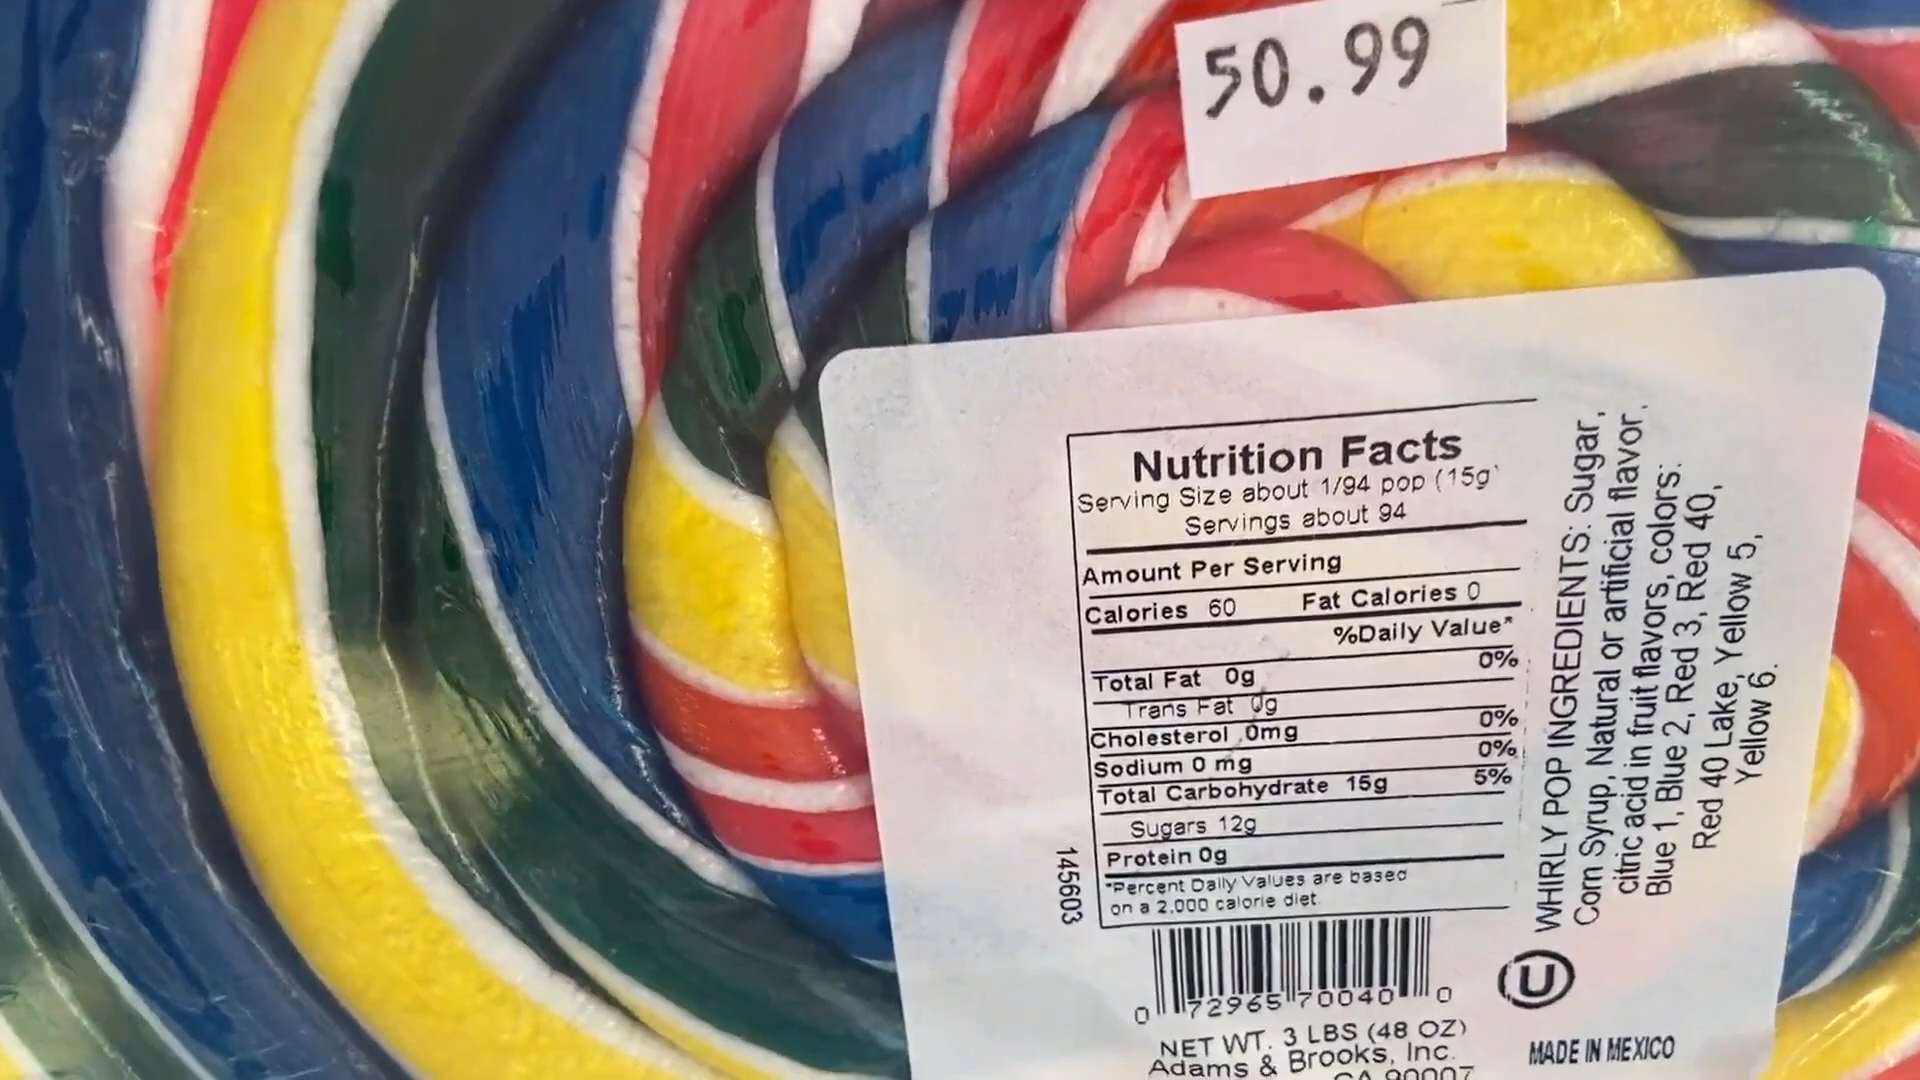 50.99
Nutrition Facts
Serving Size about 1/94 pop (15g
Servings about 94
Amount Per Serving
Calories 60 Fat Calories 0
%Daily Value*
Total Fat 0g 0%
Trans Fat 0g
Cholesterol 0mg 0%
Sodium 0 mg 0%
Total Carbohydrate 15g 5%
Sugars 12g
Protein 0g
*Percent Daily Values are based
on a 2,000 calorie diet.
145603
0 72965 70040 0
NET WT. 3 LBS (48 OZ)
Adams & Brooks, Inc.
CA 90007
WHIRLY POP INGREDIENTS: Sugar,
Corn Syrup, Natural or artificial flavor,
citric acid in fruit flavors, colors:
Blue 1, Blue 2, Red 3, Red 40,
Red 40 Lake, Yellow 5,
Yellow 6.
U
MADE IN MEXICO